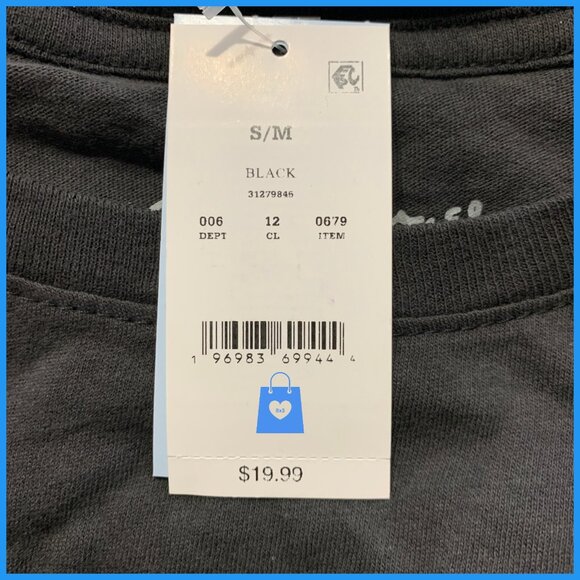 S/M
BLACK
31279846
006 12 0679
DEPT CL ITEM
1 96983 69944 4
$19.99